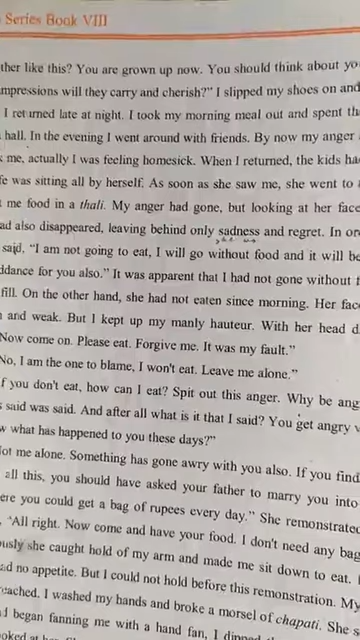 Series Book VIII
ther like this? You are grown up now. You should think about yo
mpressions will they carry and cherish?" I slipped my shoes on and
I returned late at night. I took my morning meal out and spent th
hall. In the evening I went around with friends. By now my anger
me, actually I was feeling homesick. When I returned, the kids ha
fe was sitting all by herself. As soon as she saw me, she went to
t me food in a thali. My anger had gone, but looking at her face
ad also disappeared, leaving behind only sadness and regret. In or
said, "I am not going to eat, I will go without food and it will be
ddance for you also." It was apparent that I had not gone without f
fill. On the other hand, she had not eaten since morning. Her fac
and weak. But I kept up my manly hauteur. With her head d
Now come on. Please eat. Forgive me. It was my fault."
No, I am the one to blame, I won't eat. Leave me alone."
f you don't eat, how can I eat? Spit out this anger. Why be ang
s said was said. And after all what is it that I said? You get angry
w what has happened to you these days?"
Not me alone. Something has gone awry with you also. If you find
all this, you should have asked your father to marry you into
ere you could get a bag of rupees every day." She remonstrated
"All right. Now come and have your food. I don't need any bag
ously she caught hold of my arm and made me sit down to eat. I
ad no appetite. But I could not hold before this remonstration. My
reached. I washed my hands and broke a morsel of chapati. She s
d began fanning me with a hand fan, I dipped
ooked at her